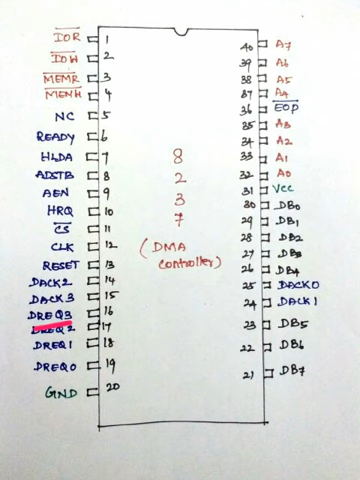 IOR 1
IOW 2
MEMR 3
MEMW 4
NC 5
READY 6
HLDA 7
ADSTB 8
AEN 9
HRQ 10
CS 11
CLK 12
RESET 13
DACK2 14
DACK3 15
DREQ3 16
DREQ2 17
DREQ1 18
DREQ0 19
GND 20
8
2
3
7
(DMA
controller)
40 A7
39 A6
38 A5
37 A4
36 EOP
35 A3
34 A2
33 A1
32 A0
31 Vcc
30 DB0
29 DB1
28 DB2
27 DB3
26 DB4
25 DACK0
24 DACK1
23 DB5
22 DB6
21 DB7